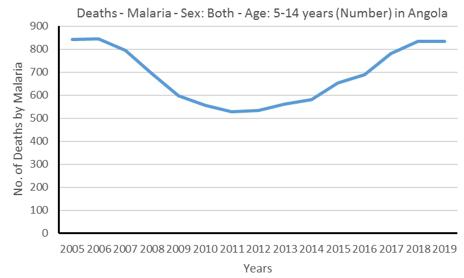 Deaths - Malaria - Sex: Both - Age: 5-14 years (Number) in Angola
900
800
700
600
500
400
300
200
100
0
No. of Deaths by Malaria
2005 2006 2007 2008 2009 2010 2011 2012 2013 2014 2015 2016 2017 2018 2019
Years